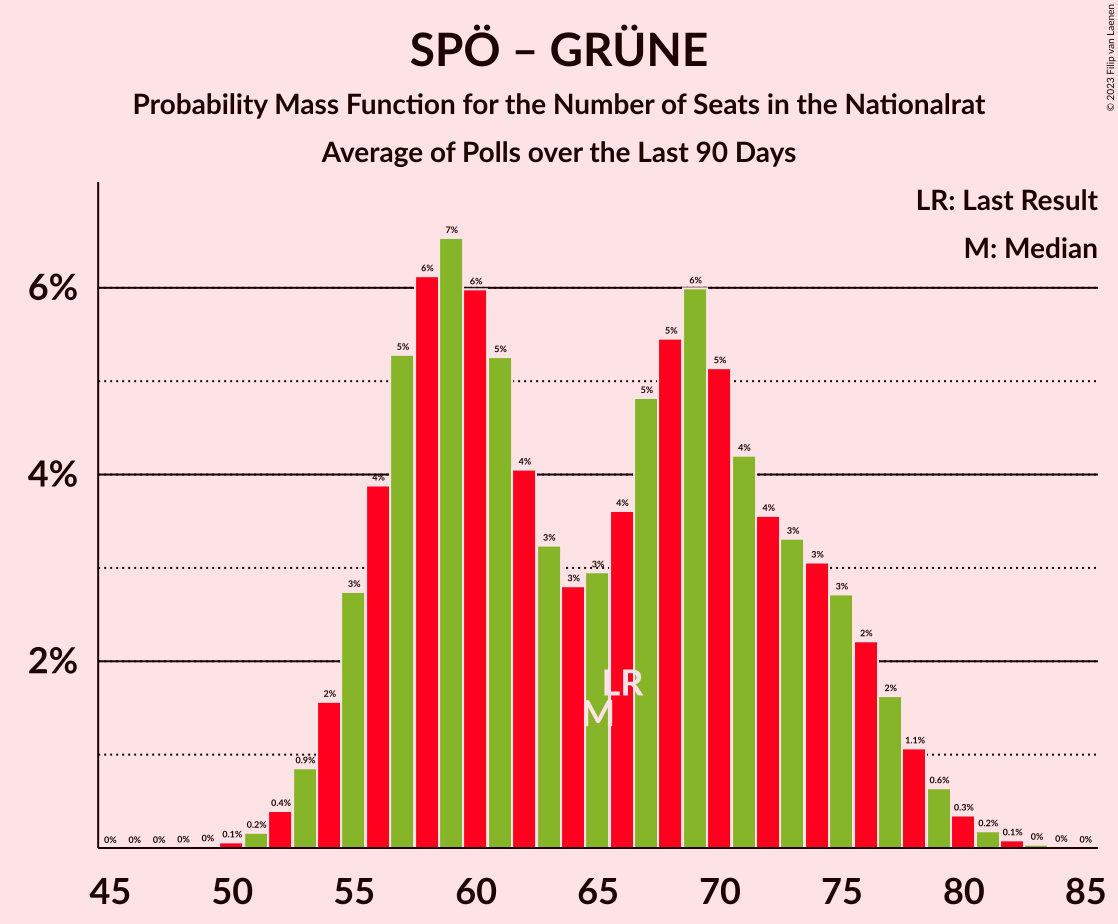 SPÖ – GRÜNE
Probability Mass Function for the Number of Seats in the Nationalrat
Average of Polls over the Last 90 Days
© 2023 Filip van Laenen
LR: Last Result
M: Median
6%
4%
2%
0% 0% 0% 0% 0% 0.1% 0.2% 0.4% 0.9% 2% 3% 4% 5% 6% 7% 6% 5% 4% 3% 3% 3% 4% 5% 5% 6% 5% 4% 4% 3% 3% 3% 2% 2% 1.1% 0.6% 0.3% 0.2% 0.1% 0% 0% 0%
LR
M
45 50 55 60 65 70 75 80 85